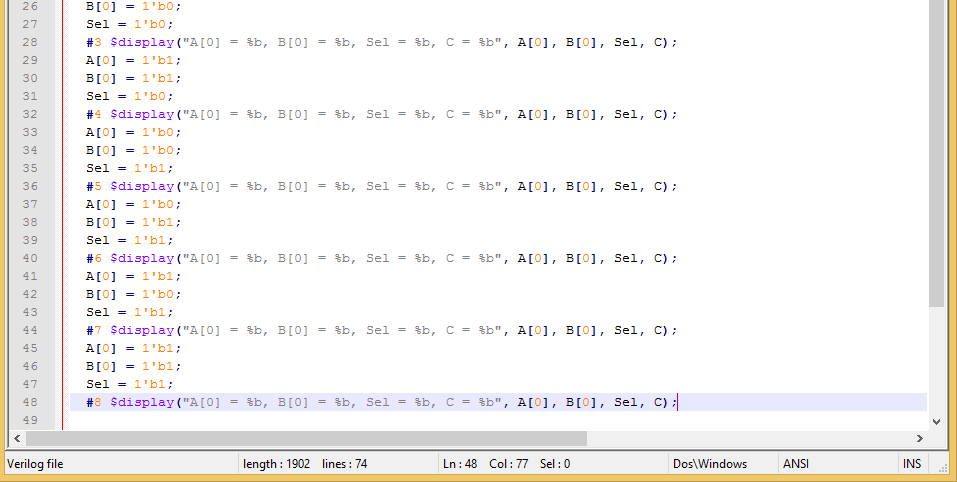 26 B[0] = 1'b0;
27 Sel = 1'b0;
28 #3 $display("A[0] = %b, B[0] = %b, Sel = %b, C = %b", A[0], B[0], Sel, C);
29 A[0] = 1'b1;
30 B[0] = 1'b1;
31 Sel = 1'b0;
32 #4 $display("A[0] = %b, B[0] = %b, Sel = %b, C = %b", A[0], B[0], Sel, C);
33 A[0] = 1'b0;
34 B[0] = 1'b0;
35 Sel = 1'b1;
36 #5 $display("A[0] = %b, B[0] = %b, Sel = %b, C = %b", A[0], B[0], Sel, C);
37 A[0] = 1'b0;
38 B[0] = 1'b1;
39 Sel = 1'b1;
40 #6 $display("A[0] = %b, B[0] = %b, Sel = %b, C = %b", A[0], B[0], Sel, C);
41 A[0] = 1'b1;
42 B[0] = 1'b0;
43 Sel = 1'b1;
44 #7 $display("A[0] = %b, B[0] = %b, Sel = %b, C = %b", A[0], B[0], Sel, C);
45 A[0] = 1'b1;
46 B[0] = 1'b1;
47 Sel = 1'b1;
48 #8 $display("A[0] = %b, B[0] = %b, Sel = %b, C = %b", A[0], B[0], Sel, C);
49
Verilog file length : 1902 lines : 74 Ln : 48 Col : 77 Sel : 0 Dos\Windows ANSI INS